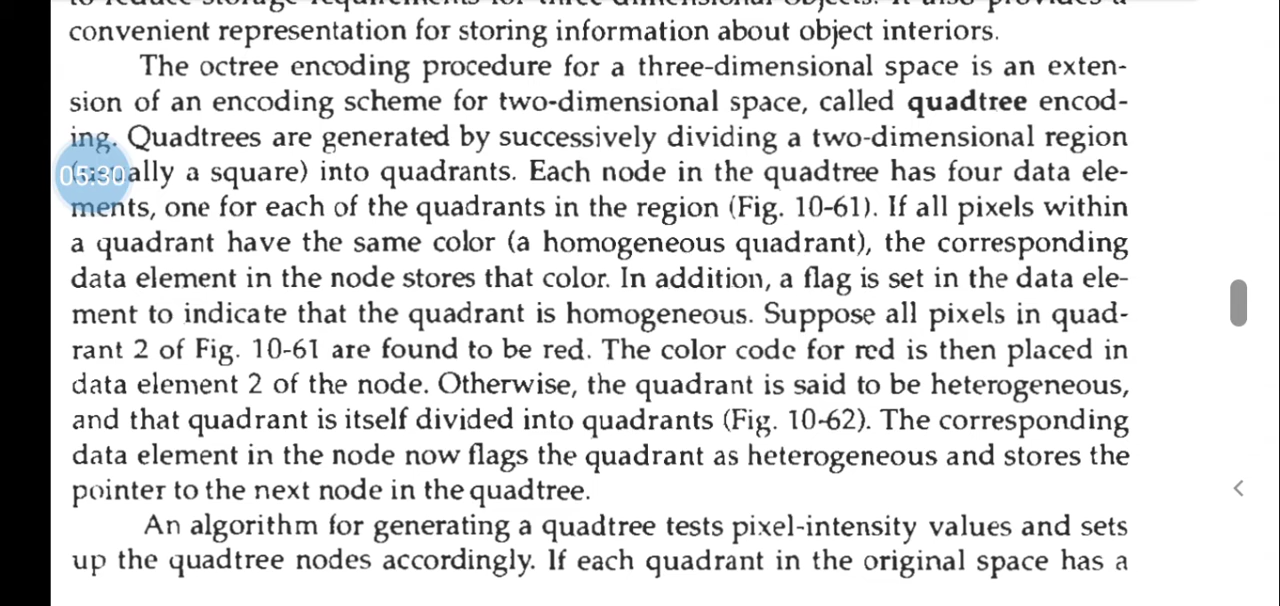 convenient representation for storing information about object interiors.
The octree encoding procedure for a three-dimensional space is an exten-
sion of an encoding scheme for two-dimensional space, called quadtree encod-
ing. Quadtrees are generated by successively dividing a two-dimensional region
05:30 ally a square) into quadrants. Each node in the quadtree has four data ele-
ments, one for each of the quadrants in the region (Fig. 10-61). If all pixels within
a quadrant have the same color (a homogeneous quadrant), the corresponding
data element in the node stores that color. In addition, a flag is set in the data ele-
ment to indicate that the quadrant is homogeneous. Suppose all pixels in quad-
rant 2 of Fig. 10-61 are found to be red. The color code for red is then placed in
data element 2 of the node. Otherwise, the quadrant is said to be heterogeneous,
and that quadrant is itself divided into quadrants (Fig. 10-62). The corresponding
data element in the node now flags the quadrant as heterogeneous and stores the
pointer to the next node in the quadtree.
An algorithm for generating a quadtree tests pixel-intensity values and sets
up the quadtree nodes accordingly. If each quadrant in the original space has a